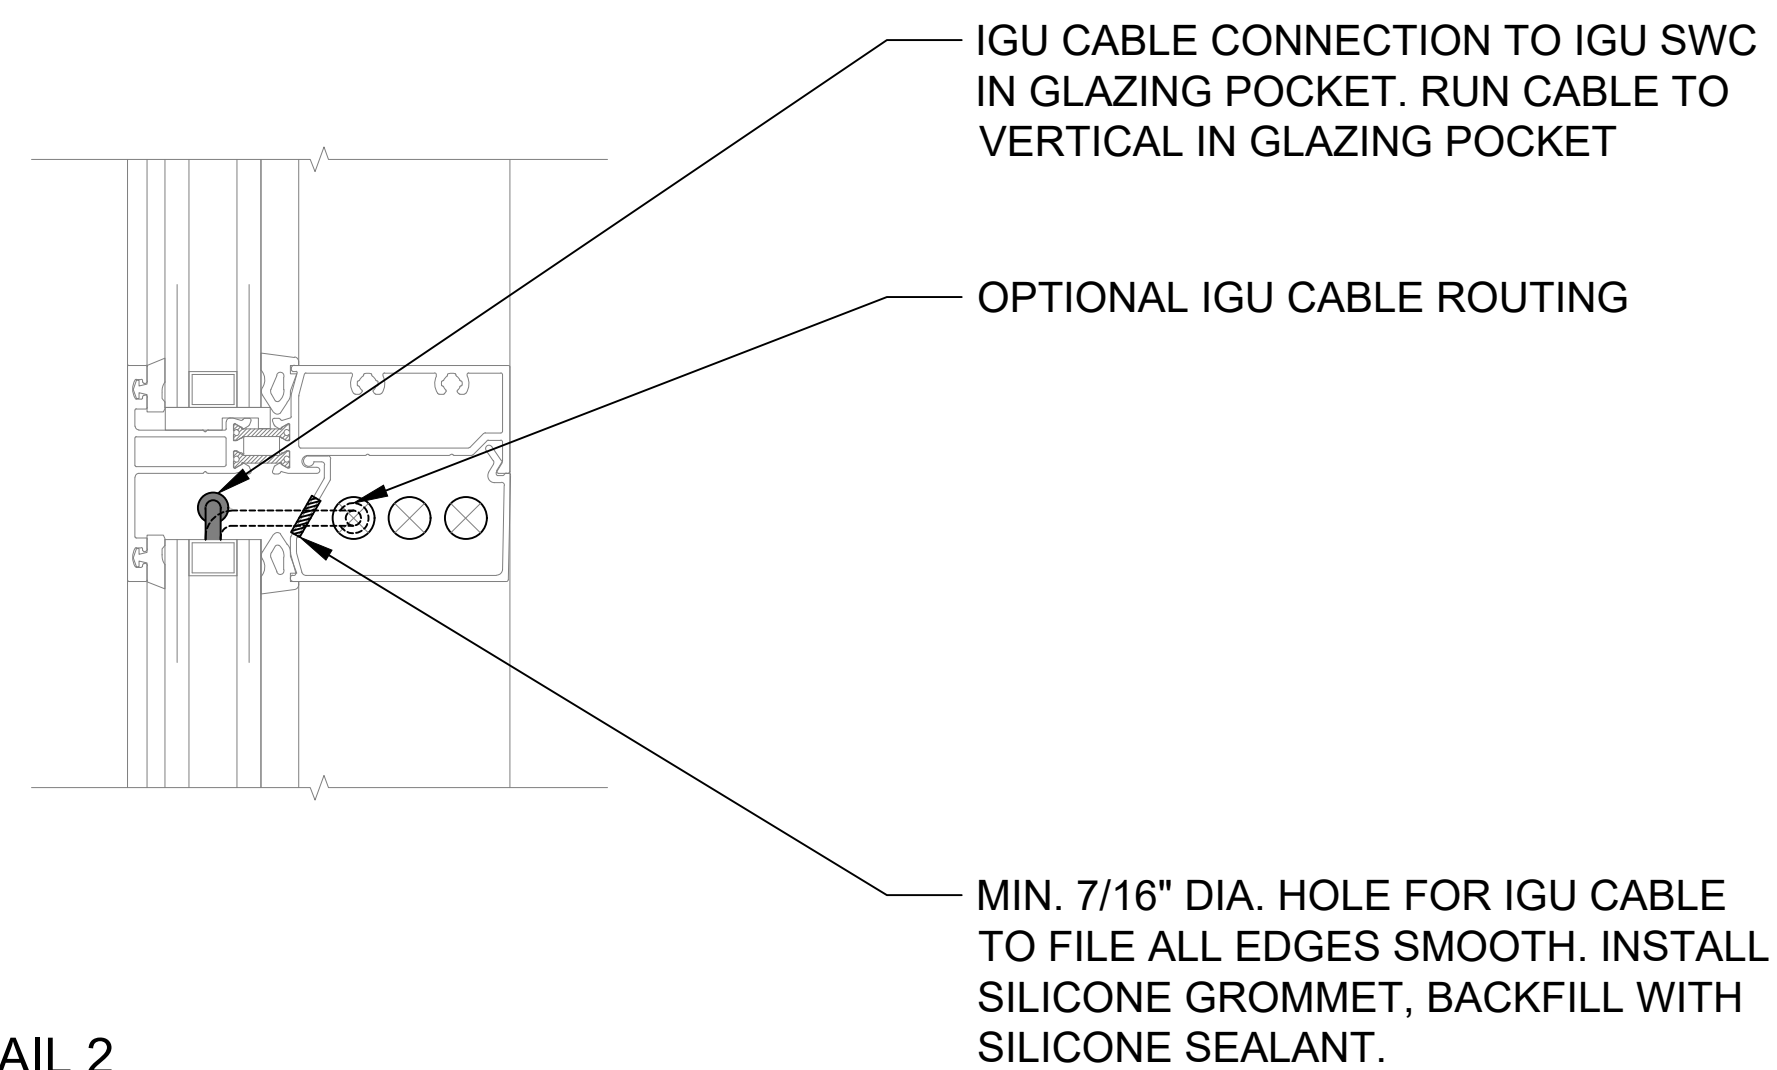 IGU CABLE CONNECTION TO IGU SWC
IN GLAZING POCKET. RUN CABLE TO
VERTICAL IN GLAZING POCKET
OPTIONAL IGU CABLE ROUTING
MIN. 7/16" DIA. HOLE FOR IGU CABLE
TO FILE ALL EDGES SMOOTH. INSTALL
SILICONE GROMMET, BACKFILL WITH
SILICONE SEALANT.
AIL 2